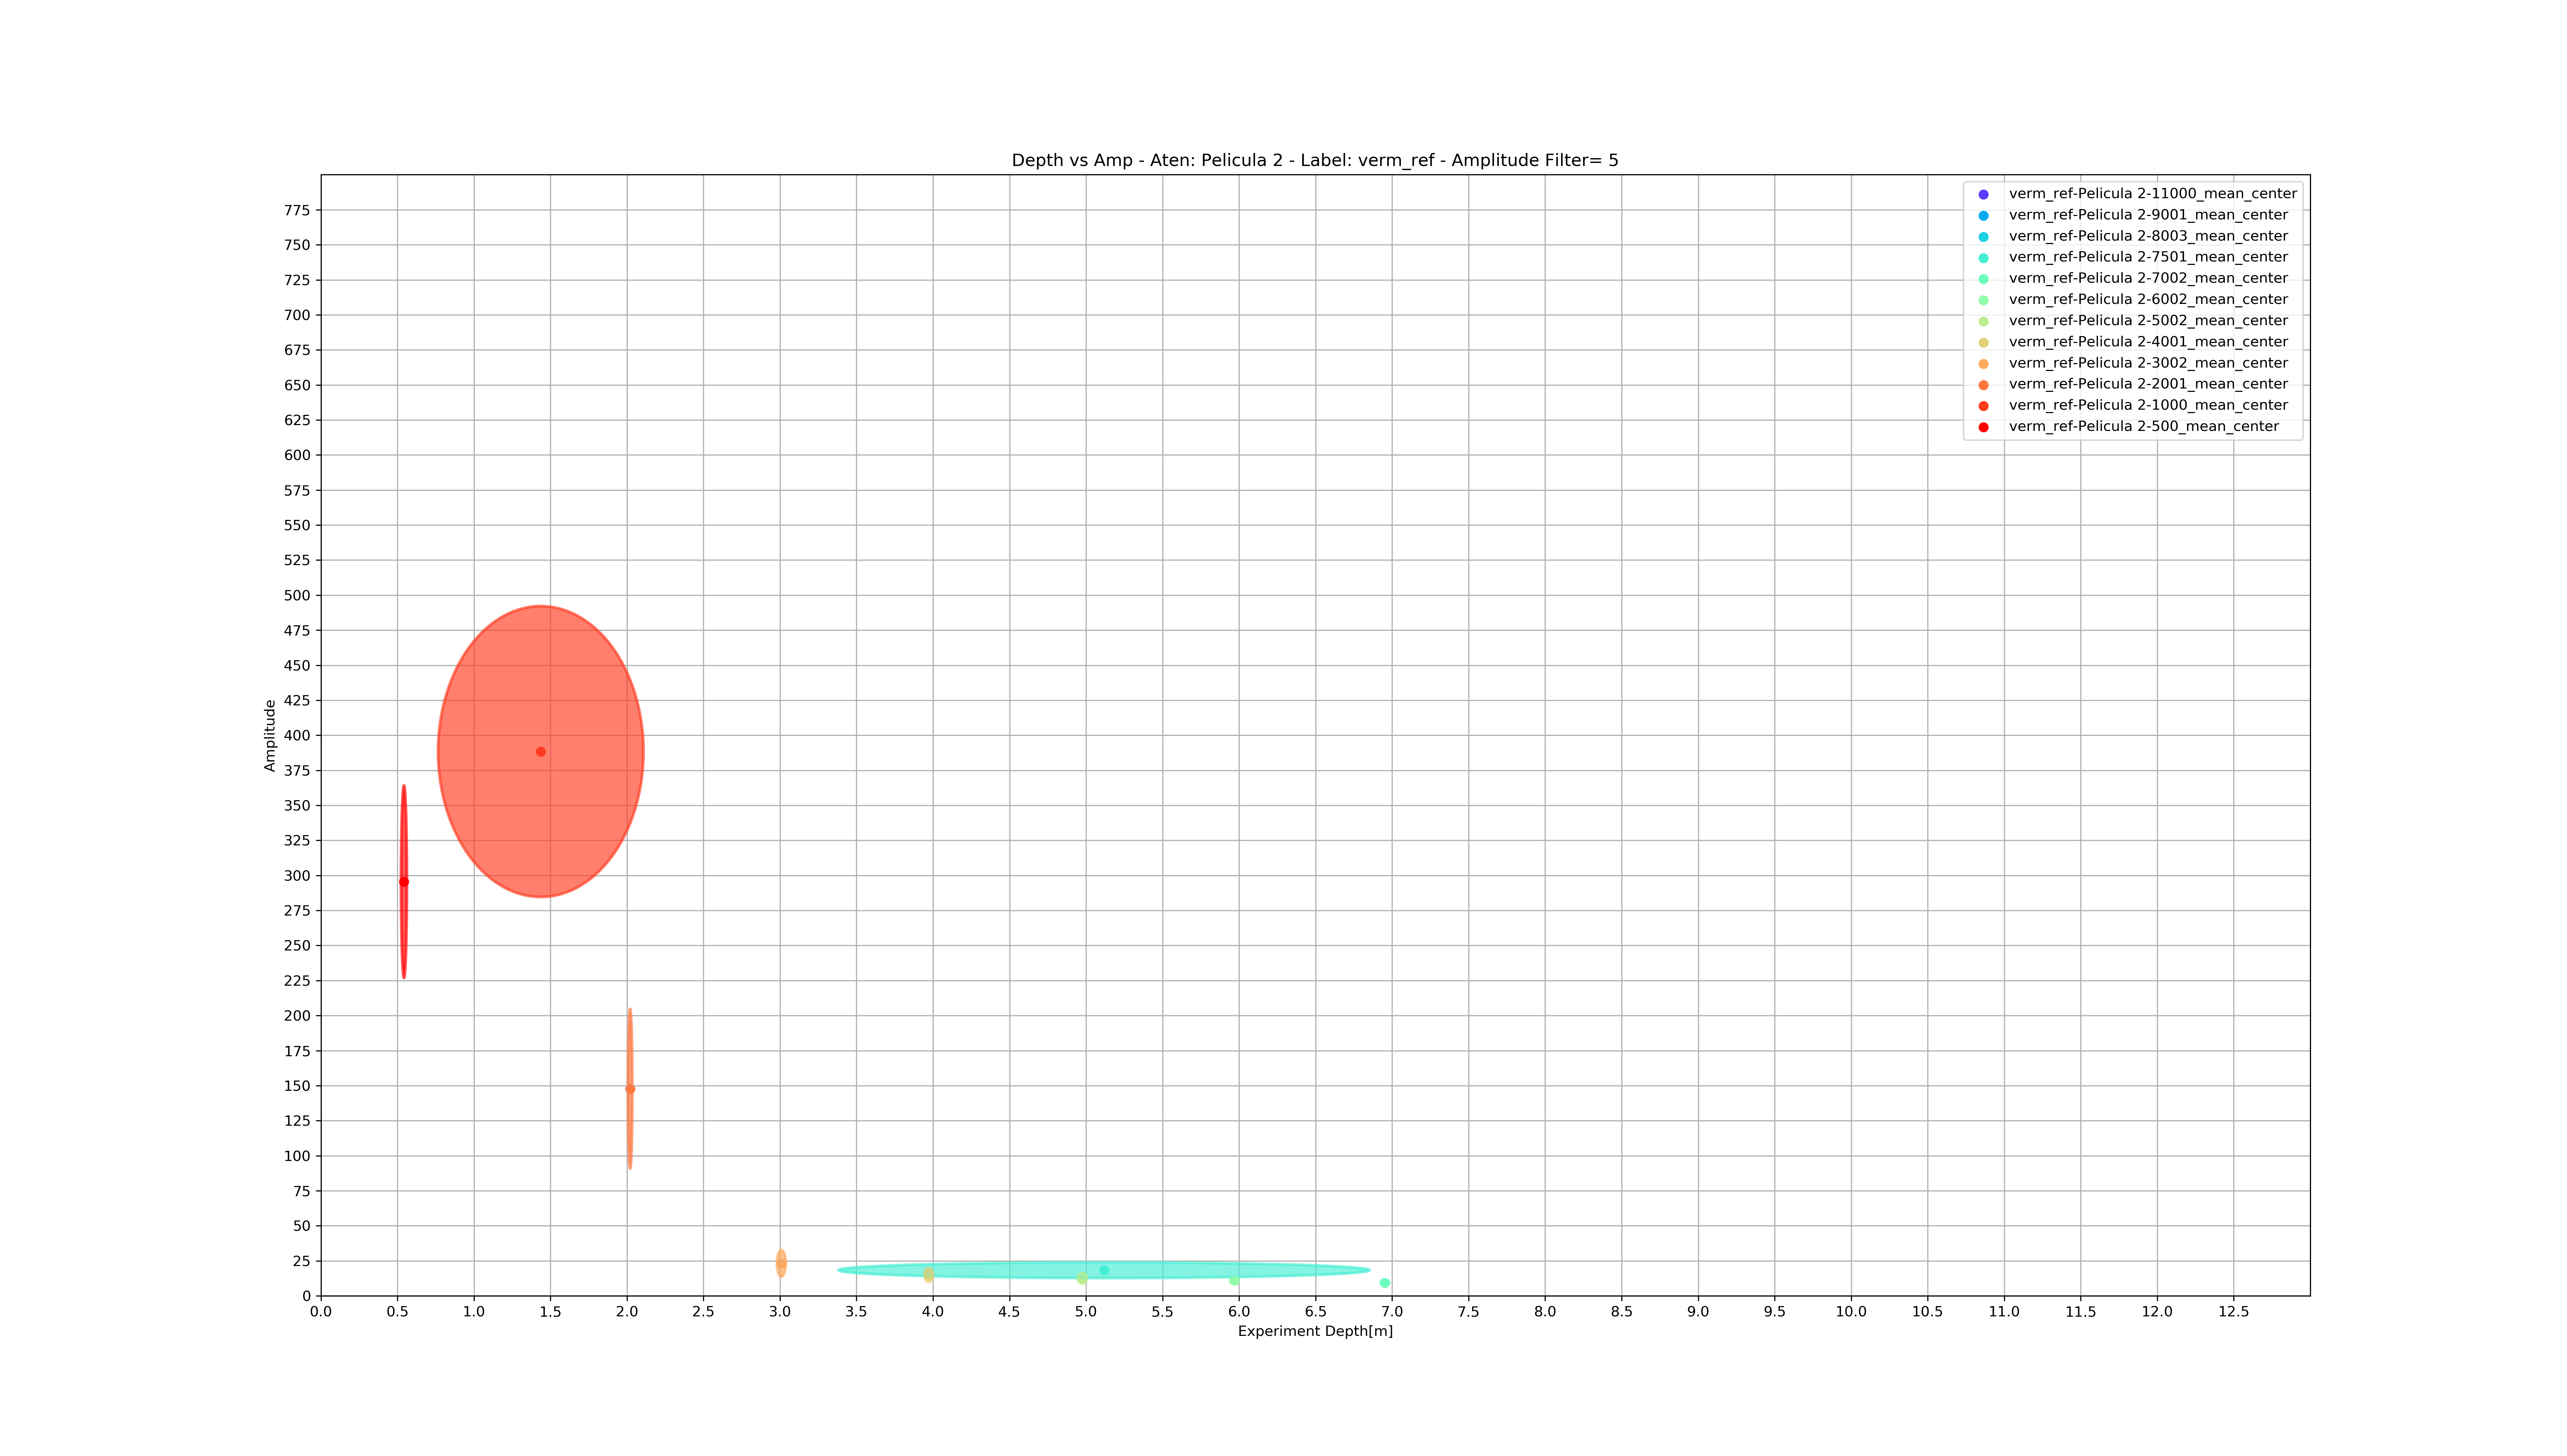 Depth vs Amp - Aten: Pelicula 2 - Label: verm_ref - Amplitude Filter= 5
verm_ref-Pelicula 2-11000_mean_center
verm_ref-Pelicula 2-9001_mean_center
verm_ref-Pelicula 2-8003_mean_center
verm_ref-Pelicula 2-7501_mean_center
verm_ref-Pelicula 2-7002_mean_center
verm_ref-Pelicula 2-6002_mean_center
verm_ref-Pelicula 2-5002_mean_center
verm_ref-Pelicula 2-4001_mean_center
verm_ref-Pelicula 2-3002_mean_center
verm_ref-Pelicula 2-2001_mean_center
verm_ref-Pelicula 2-1000_mean_center
verm_ref-Pelicula 2-500_mean_center
775
750
725
700
675
650
625
600
575
550
525
500
475
450
425
400
375
350
325
300
275
250
225
200
175
150
125
100
75
50
25
0
Amplitude
0.0 0.5 1.0 1.5 2.0 2.5 3.0 3.5 4.0 4.5 5.0 5.5 6.0 6.5 7.0 7.5 8.0 8.5 9.0 9.5 10.0 10.5 11.0 11.5 12.0 12.5
Experiment Depth[m]